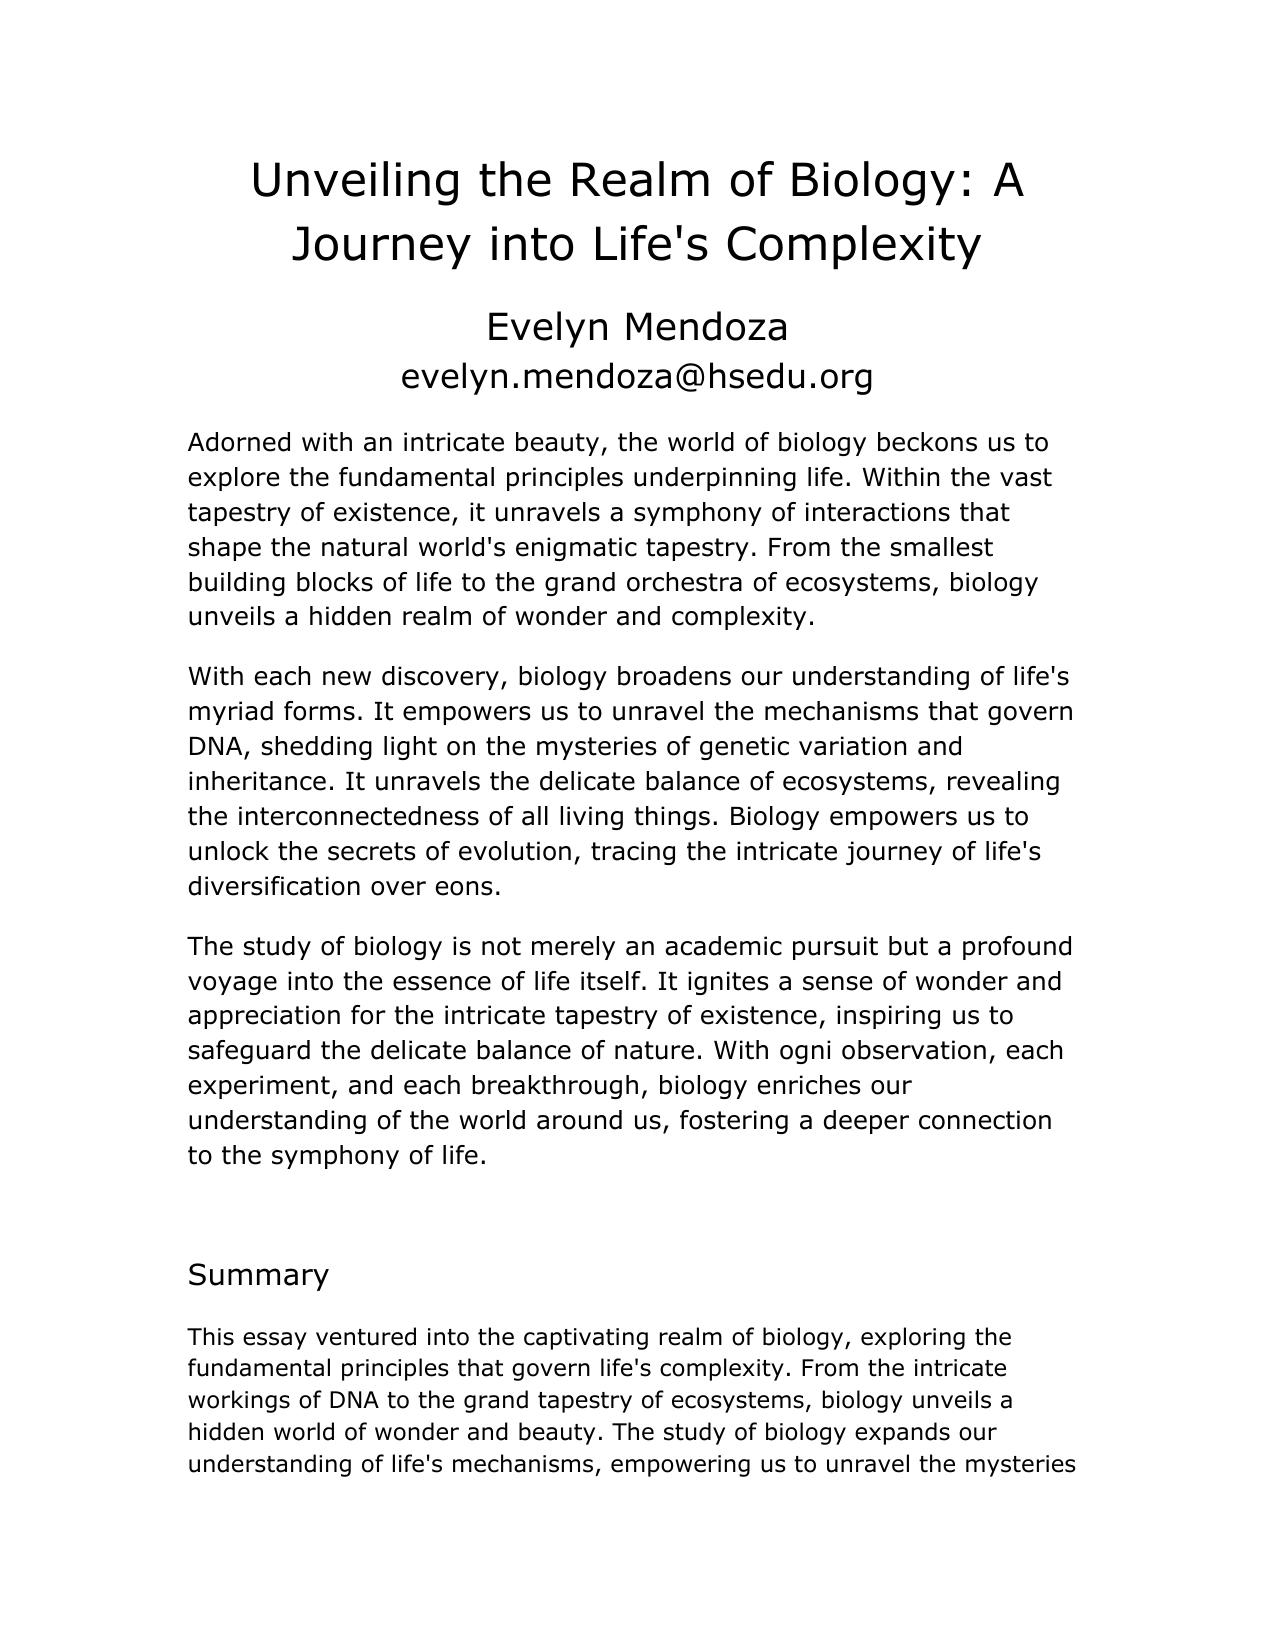 Unveiling the Realm of Biology: A
Journey into Life's Complexity
Evelyn Mendoza
evelyn.mendoza@hsedu.org
Adorned with an intricate beauty, the world of biology beckons us to
explore the fundamental principles underpinning life. Within the vast
tapestry of existence, it unravels a symphony of interactions that
shape the natural world's enigmatic tapestry. From the smallest
building blocks of life to the grand orchestra of ecosystems, biology
unveils a hidden realm of wonder and complexity.
With each new discovery, biology broadens our understanding of life's
myriad forms. It empowers us to unravel the mechanisms that govern
DNA, shedding light on the mysteries of genetic variation and
inheritance. It unravels the delicate balance of ecosystems, revealing
the interconnectedness of all living things. Biology empowers us to
unlock the secrets of evolution, tracing the intricate journey of life's
diversification over eons.
The study of biology is not merely an academic pursuit but a profound
voyage into the essence of life itself. It ignites a sense of wonder and
appreciation for the intricate tapestry of existence, inspiring us to
safeguard the delicate balance of nature. With ogni observation, each
experiment, and each breakthrough, biology enriches our
understanding of the world around us, fostering a deeper connection
to the symphony of life.
Summary
This essay ventured into the captivating realm of biology, exploring the
fundamental principles that govern life's complexity. From the intricate
workings of DNA to the grand tapestry of ecosystems, biology unveils a
hidden world of wonder and beauty. The study of biology expands our
understanding of life's mechanisms, empowering us to unravel the mysteries